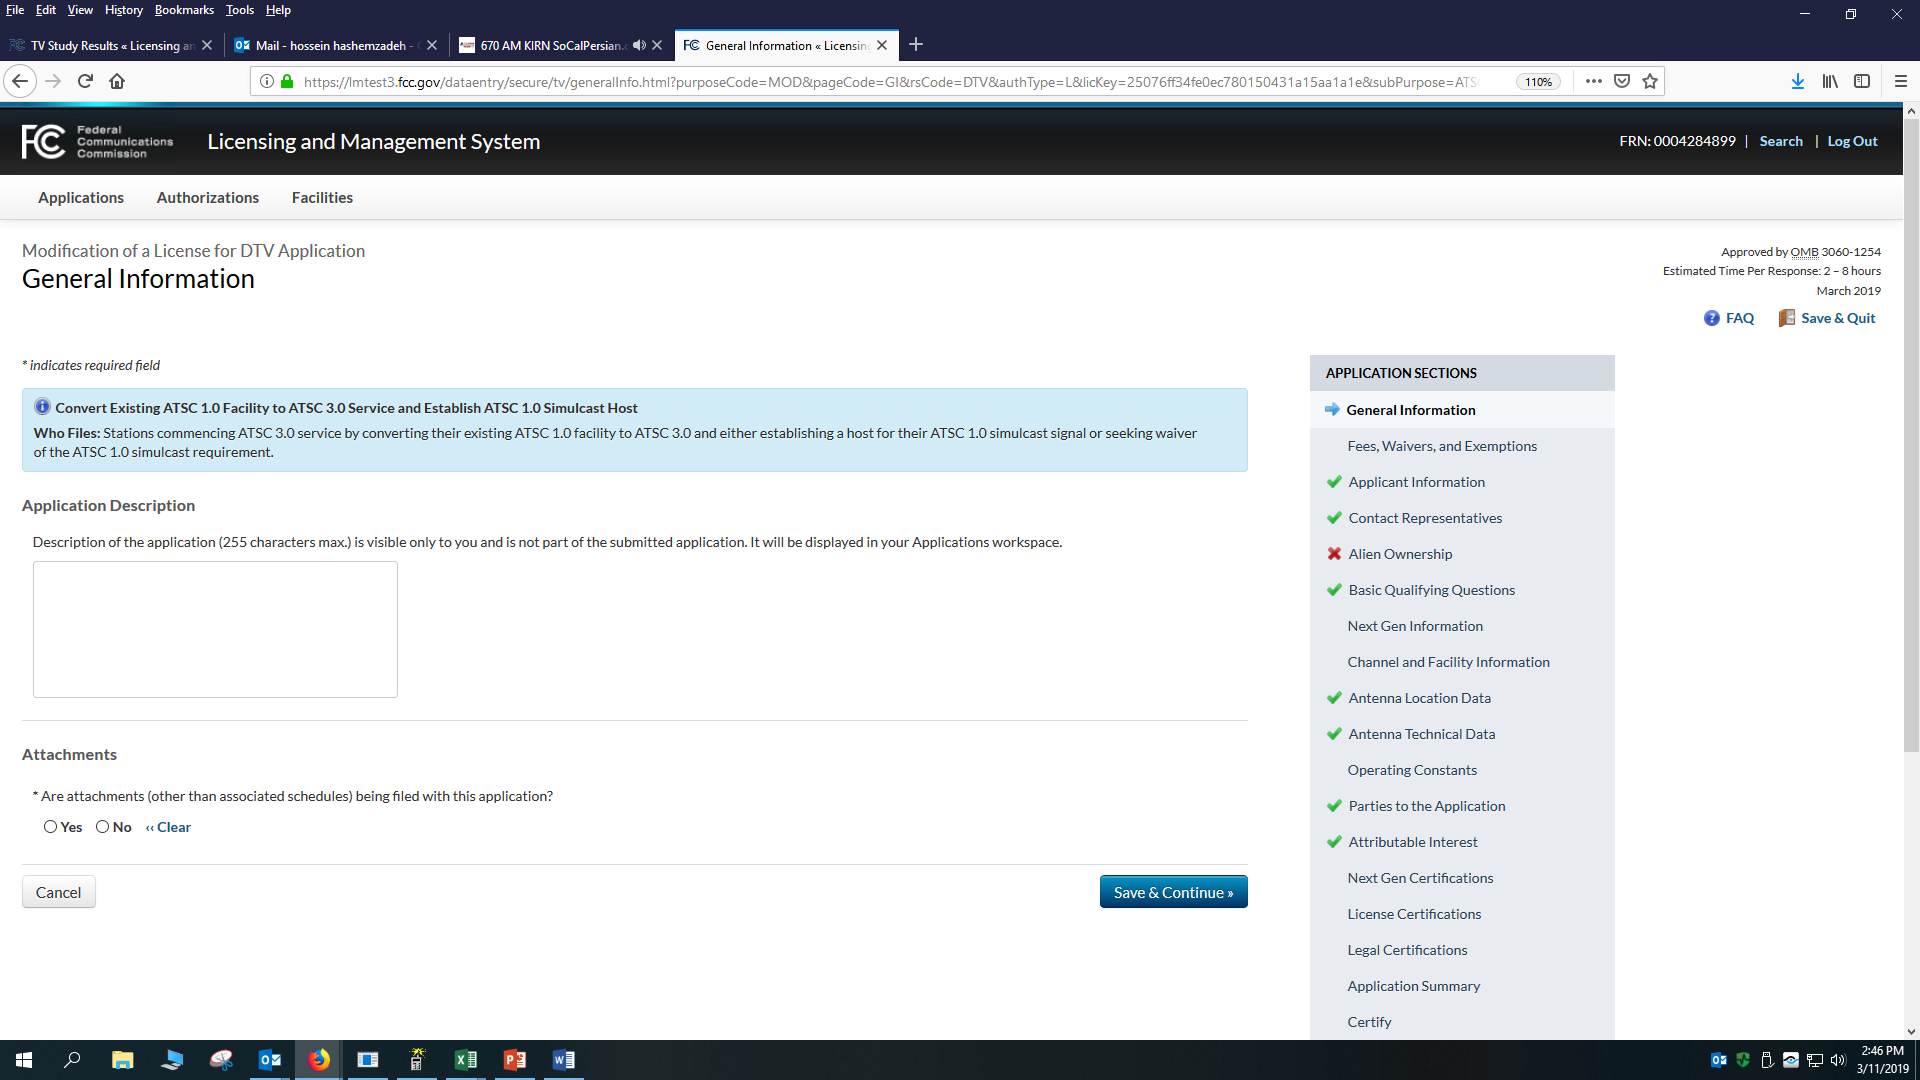 File Edit View History Bookmarks Tools Help
TV Study Results « Licensing an
Mail - hossein hashemzadeh -
670 AM KIRN SoCalPersian.c
General Information « Licensing
https://lmtest3.fcc.gov/dataentry/secure/tv/generalInfo.html?purposeCode=MOD&pageCode=GI&rsCode=DTV&authType=L&licKey=25076ff34fe0ec780150431a15aa1a1e&subPurpose=ATS
110%
FC Federal Communications Commission
Licensing and Management System
FRN: 0004284899 | Search | Log Out
Applications Authorizations Facilities
Modification of a License for DTV Application
General Information
Approved by OMB 3060-1254
Estimated Time Per Response: 2 – 8 hours
March 2019
FAQ Save & Quit
* indicates required field
Convert Existing ATSC 1.0 Facility to ATSC 3.0 Service and Establish ATSC 1.0 Simulcast Host
Who Files: Stations commencing ATSC 3.0 service by converting their existing ATSC 1.0 facility to ATSC 3.0 and either establishing a host for their ATSC 1.0 simulcast signal or seeking waiver
of the ATSC 1.0 simulcast requirement.
Application Description
Description of the application (255 characters max.) is visible only to you and is not part of the submitted application. It will be displayed in your Applications workspace.
Attachments
* Are attachments (other than associated schedules) being filed with this application?
Yes No ‹‹ Clear
Cancel
Save & Continue »
APPLICATION SECTIONS
General Information
Fees, Waivers, and Exemptions
Applicant Information
Contact Representatives
Alien Ownership
Basic Qualifying Questions
Next Gen Information
Channel and Facility Information
Antenna Location Data
Antenna Technical Data
Operating Constants
Parties to the Application
Attributable Interest
Next Gen Certifications
License Certifications
Legal Certifications
Application Summary
Certify
2:46 PM
3/11/2019